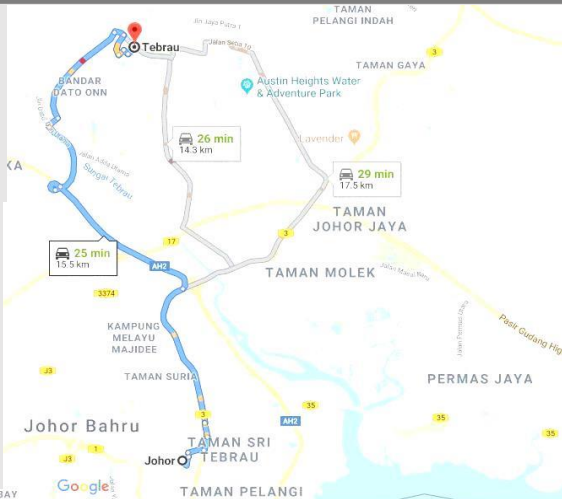 TAMAN
PELANGI INDAH
Tebrau
3
TAMAN GAYA
BANDAR
DATO ONN
Austin Heights Water
& Adventure Park
26 min
14.3 km
Lavender
KA
Sungai Tebrau
29 min
17.5 km
TAMAN
JOHOR JAYA
17
3
25 min
15.5 km
AH2
TAMAN MOLEK
3374
KAMPUNG
MELAYU
MAJIDEE
Pasir Gudang Hig
J3
TAMAN SURIA
PERMAS JAYA
3
35
35
35
AH2
Johor Bahru
TAMAN SRI
TEBRAU
1
J3
Johor
Google
BAY
TAMAN PELANGI